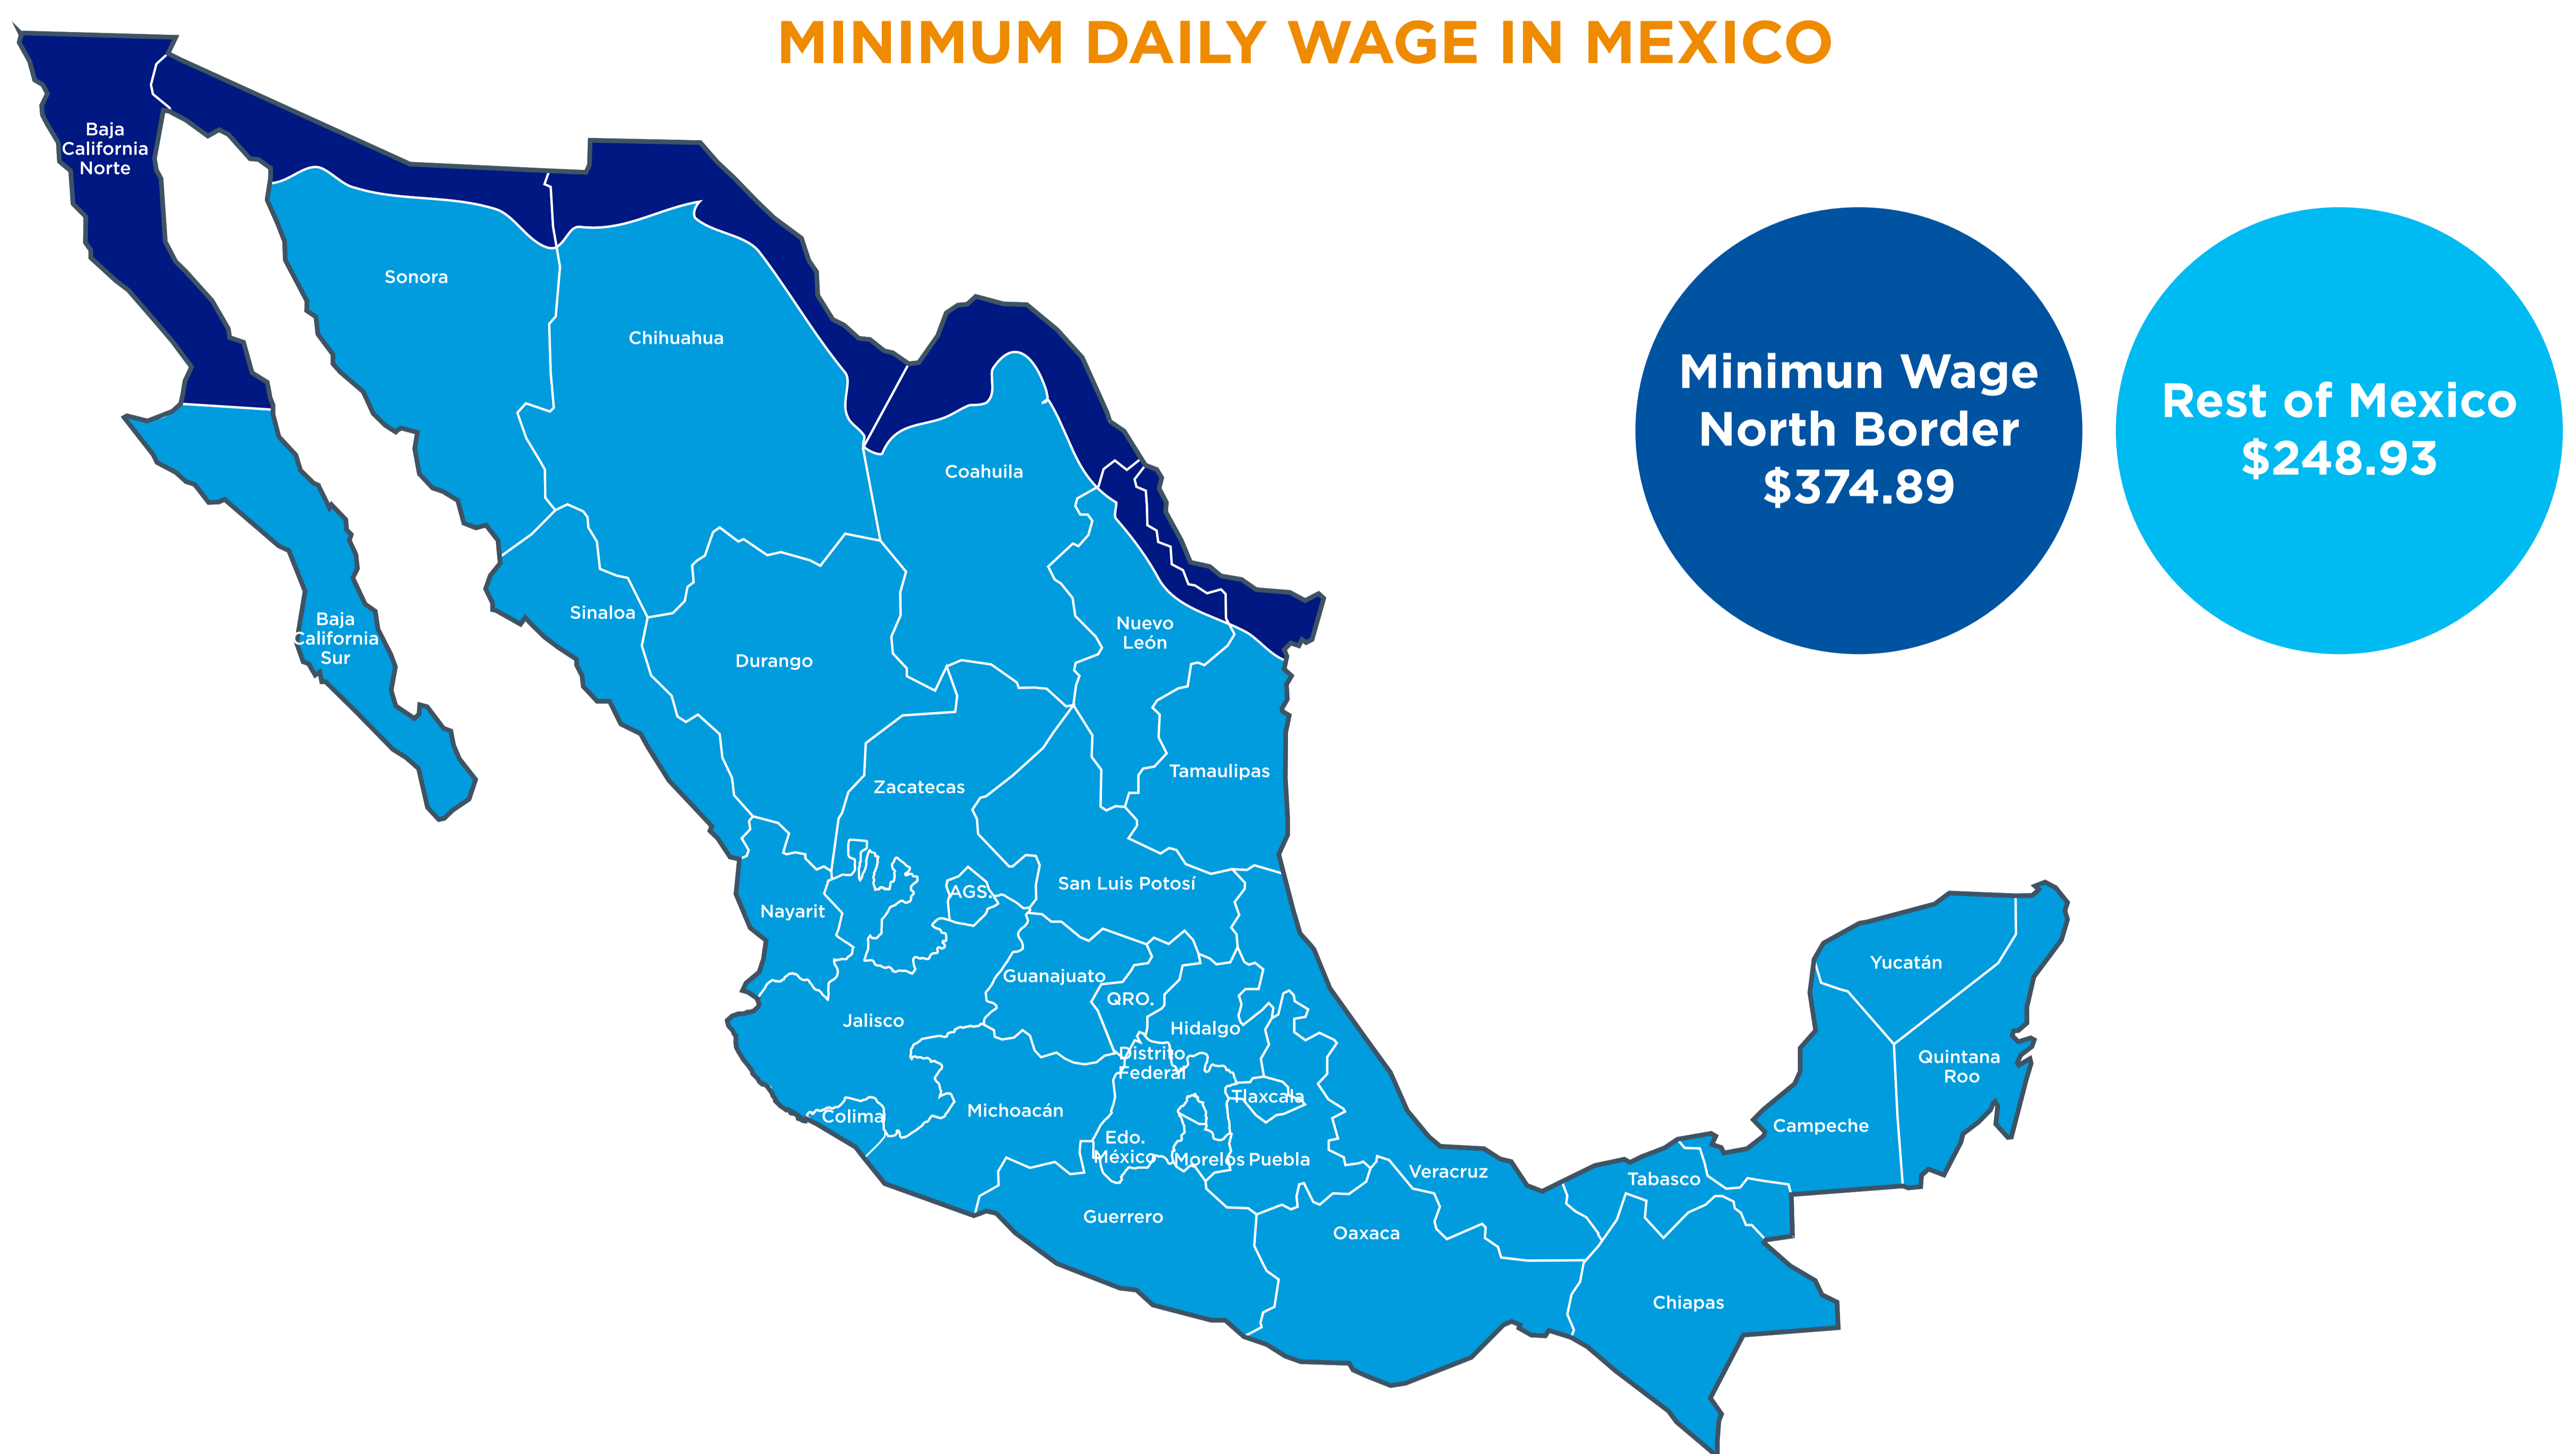 MINIMUM DAILY WAGE IN MEXICO
Baja
California
Norte
Sonora
Chihuahua
Minimun Wage
North Border
$374.89
Rest of Mexico
$248.93
Coahuila
Sinaloa
Baja
California
Sur
Durango
Nuevo
León
Tamaulipas
Zacatecas
San Luis Potosí
AGS.
Nayarit
Guanajuato
QRO.
Jalisco
Hidalgo
Distrito
Federal
Tlaxcala
Colima
Michoacán
Edo.
México
Morelos
Puebla
Veracruz
Guerrero
Oaxaca
Tabasco
Chiapas
Campeche
Yucatán
Quintana
Roo